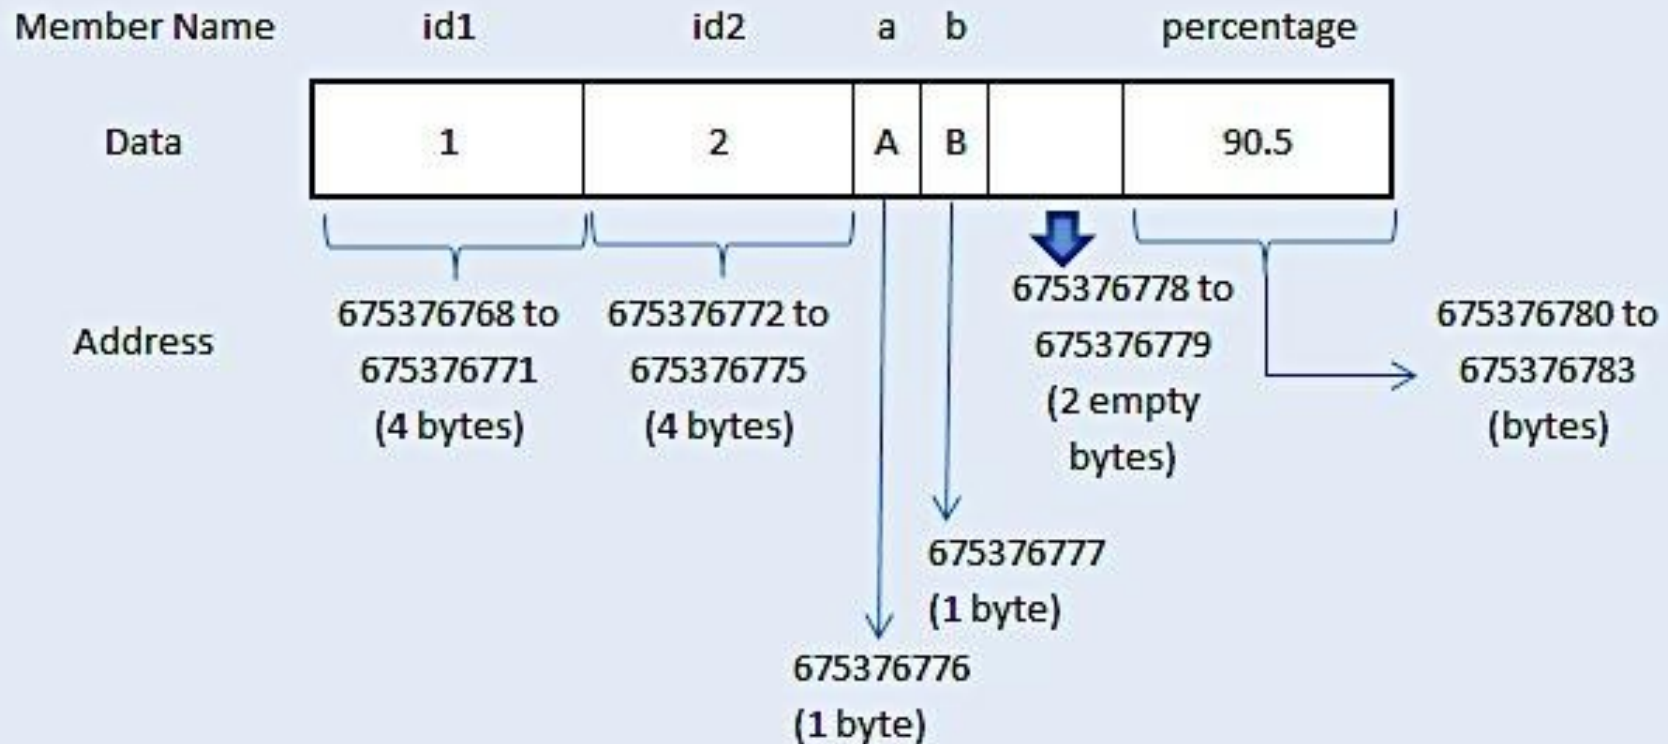 Member Name id1 id2 a b percentage
Data 1 2 A B 90.5
Address
675376768 to
675376771
(4 bytes)
675376772 to
675376775
(4 bytes)
675376778 to
675376779
(2 empty
bytes)
675376780 to
675376783
(bytes)
675376777
(1 byte)
675376776
(1 byte)